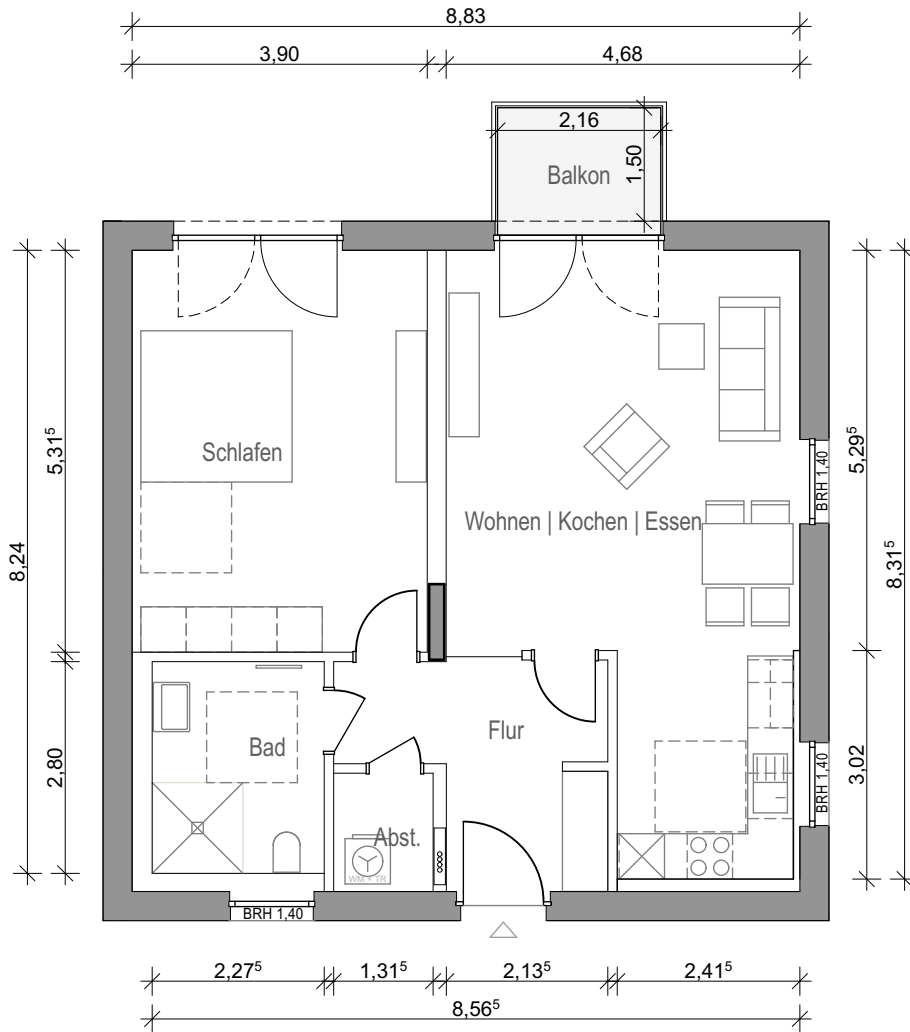 8,83
3,90
4,68
2,16
1,50
Balkon
5,31⁵
8,24
Schlafen
Wohnen | Kochen | Essen
BRH 1,40
5,29⁵
8,31⁵
2,80
Bad
Flur
Abst.
WM + TR
BRH 1,40
3,02
BRH 1,40
2,27⁵
1,31⁵
2,13⁵
2,41⁵
8,56⁵